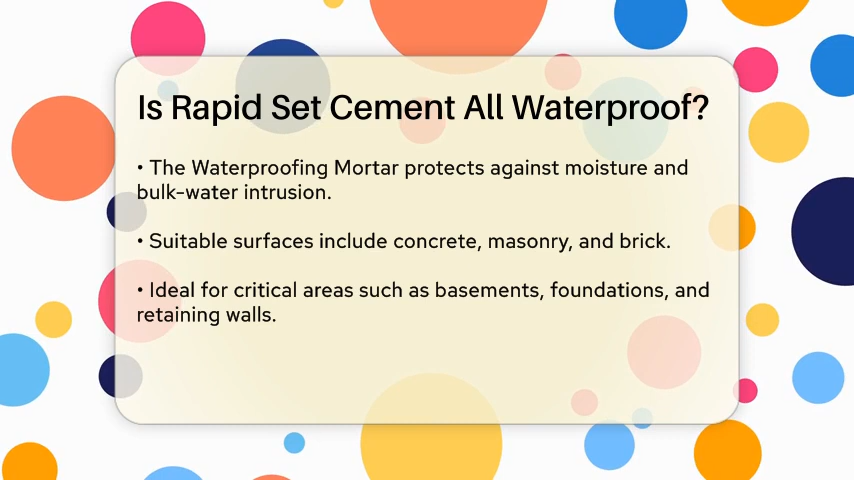 Is Rapid Set Cement All Waterproof?
• The Waterproofing Mortar protects against moisture and
bulk-water intrusion.
• Suitable surfaces include concrete, masonry, and brick.
• Ideal for critical areas such as basements, foundations, and
retaining walls.